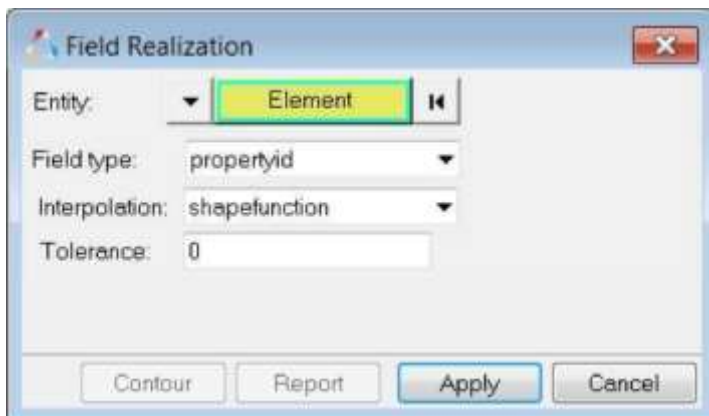 Field Realization
Entity: Element
Field type: propertyid
Interpolation: shapefunction
Tolerance: 0
Contour Report Apply Cancel